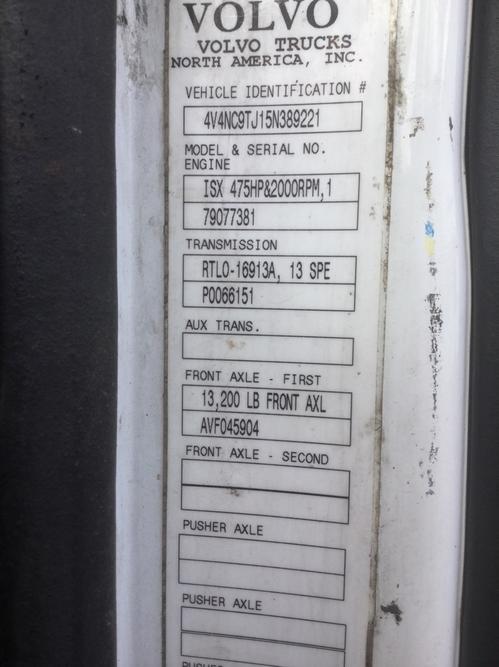 VOLVO
VOLVO TRUCKS
NORTH AMERICA, INC.
VEHICLE IDENTIFICATION #
4V4NC9TJ15N389221
MODEL & SERIAL NO.
ENGINE
ISX 475HP&2000RPM,1
79077381
TRANSMISSION
RTLO-16913A, 13 SPE
P0066151
AUX TRANS.
FRONT AXLE - FIRST
13,200 LB FRONT AXL
AVF045904
FRONT AXLE - SECOND
PUSHER AXLE
PUSHER AXLE